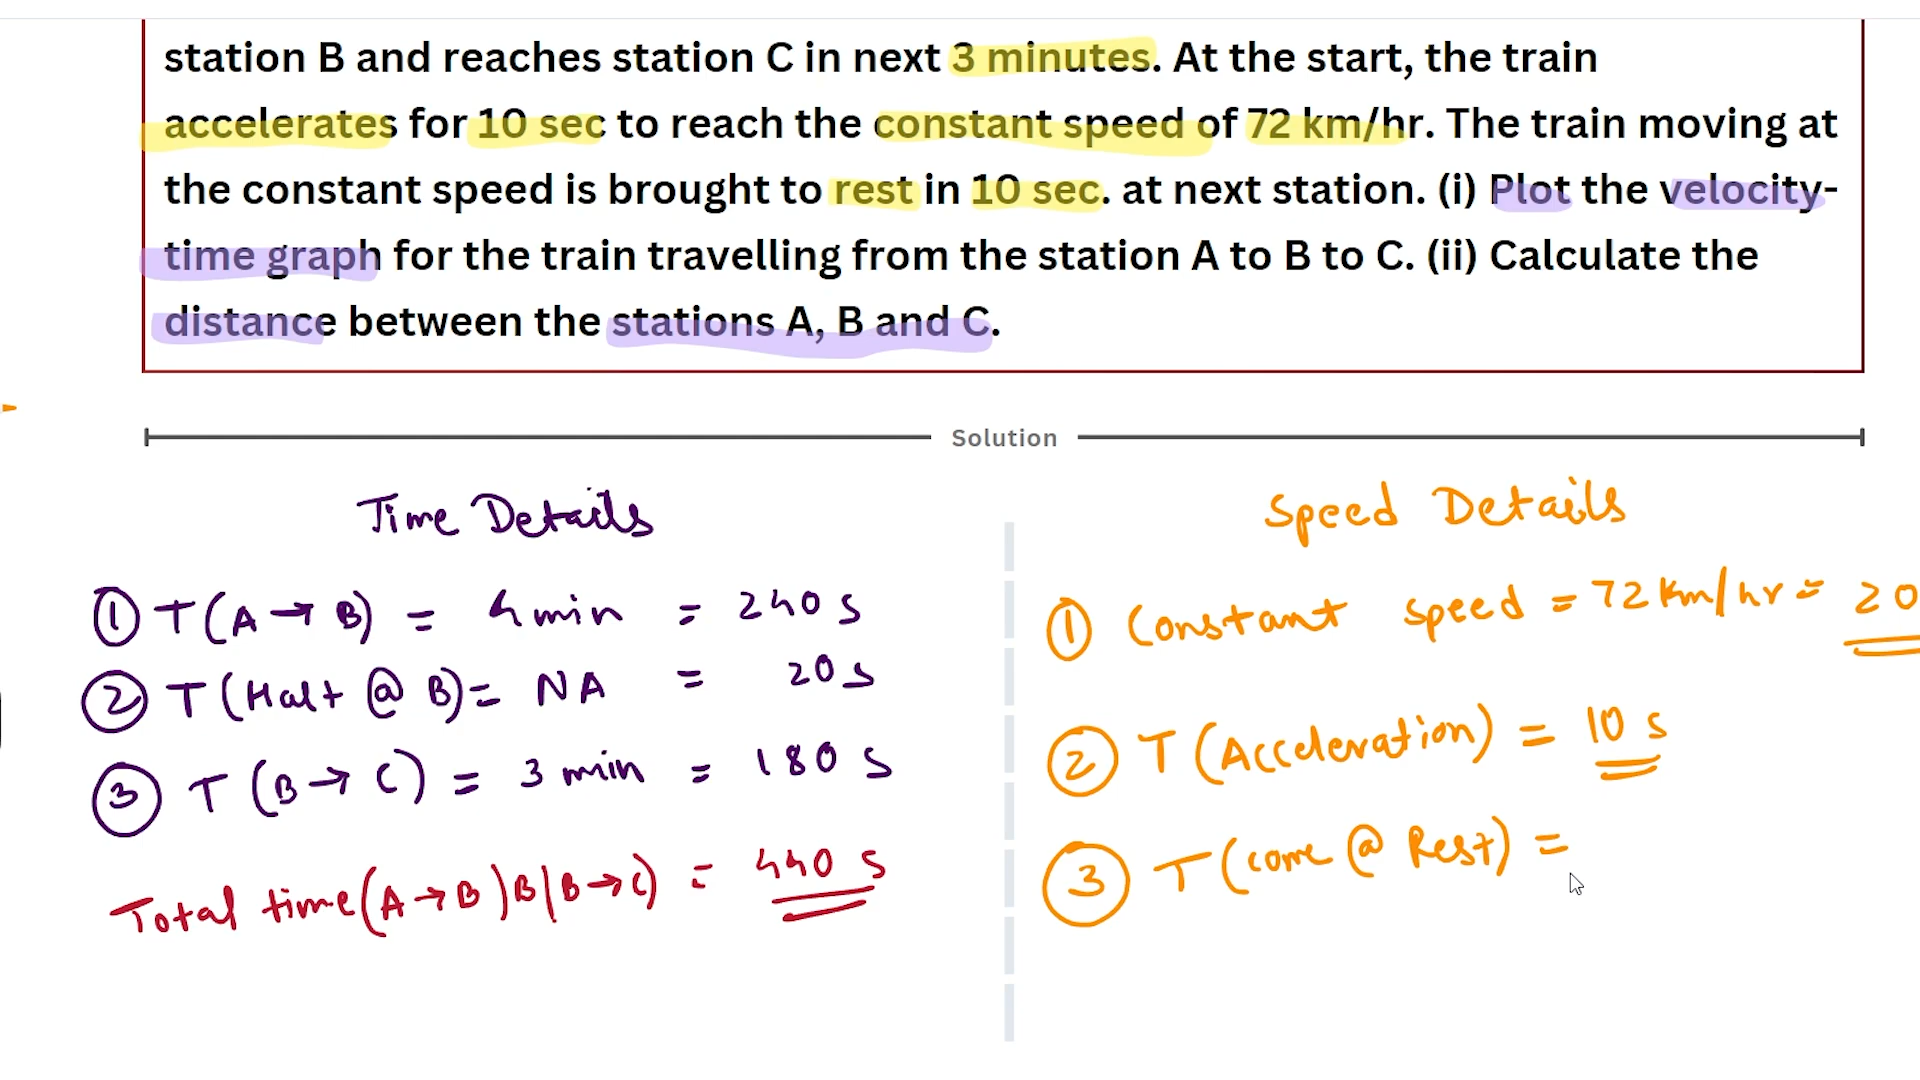 station B and reaches station C in next 3 minutes. At the start, the train
accelerates for 10 sec to reach the constant speed of 72 km/hr. The train moving at
the constant speed is brought to rest in 10 sec. at next station. (i) Plot the velocity-
time graph for the train travelling from the station A to B to C. (ii) Calculate the
distance between the stations A, B and C.
Solution
Time Details
① T(A → B) = 4 min = 240 s
② T(Halt @ B) = NA = 20 s
③ T(B → C) = 3 min = 180 s
Total time (A → B) B (B → C) = 440 s
Speed Details
① Constant speed = 72 km/hr = 20
② T(Acceleration) = 10 s
③ T(come @ Rest) =